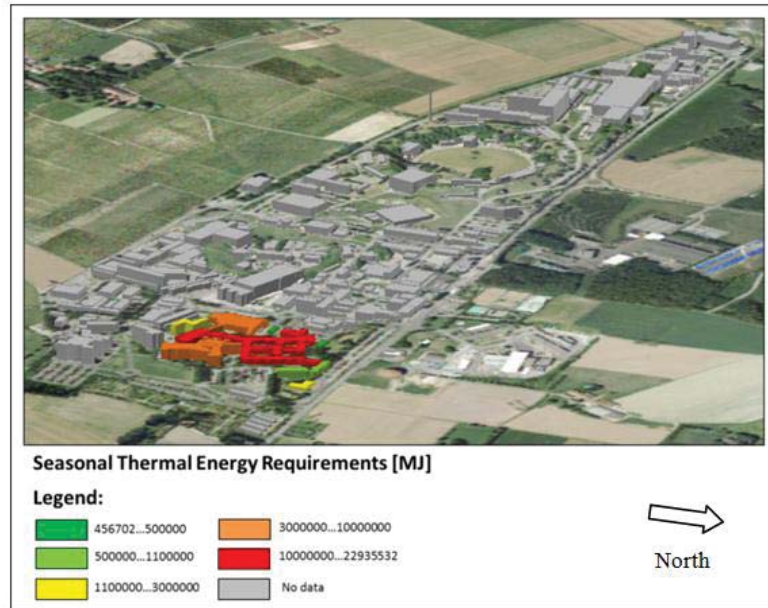 Seasonal Thermal Energy Requirements [MJ]
Legend:
456702...500000
3000000...10000000
500000...1100000
10000000...22935532
1100000...3000000
No data
North